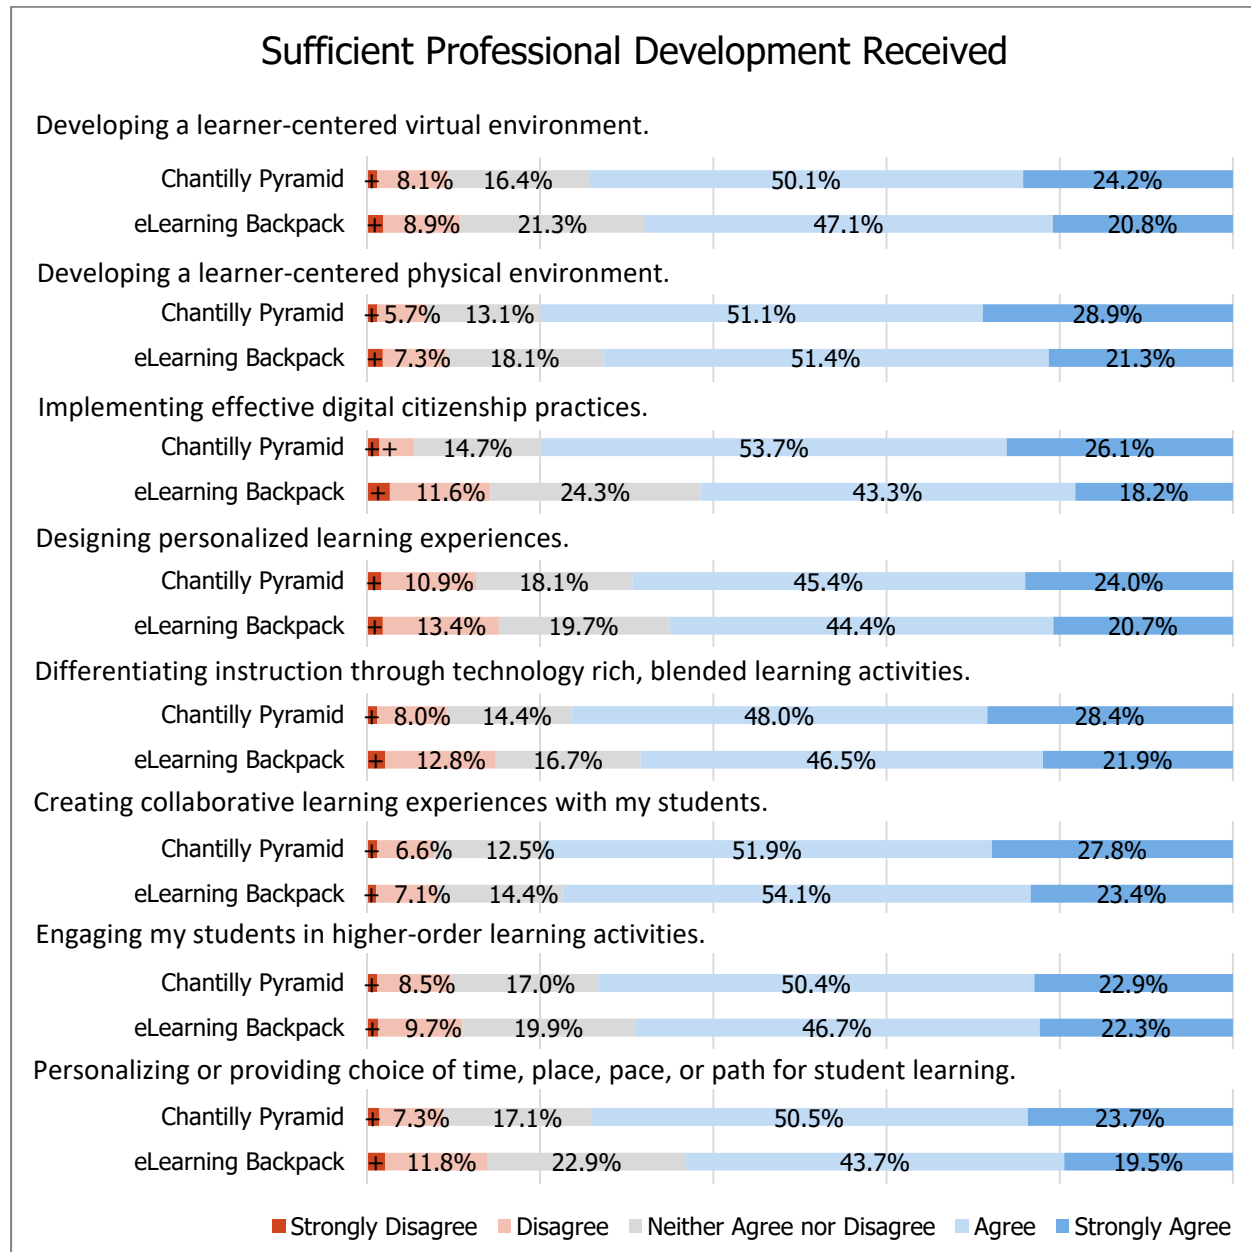 Sufficient Professional Development Received
Developing a learner-centered virtual environment.
Chantilly Pyramid + 8.1% 16.4% 50.1% 24.2%
eLearning Backpack + 8.9% 21.3% 47.1% 20.8%
Developing a learner-centered physical environment.
Chantilly Pyramid + 5.7% 13.1% 51.1% 28.9%
eLearning Backpack + 7.3% 18.1% 51.4% 21.3%
Implementing effective digital citizenship practices.
Chantilly Pyramid + + 14.7% 53.7% 26.1%
eLearning Backpack + 11.6% 24.3% 43.3% 18.2%
Designing personalized learning experiences.
Chantilly Pyramid + 10.9% 18.1% 45.4% 24.0%
eLearning Backpack + 13.4% 19.7% 44.4% 20.7%
Differentiating instruction through technology rich, blended learning activities.
Chantilly Pyramid + 8.0% 14.4% 48.0% 28.4%
eLearning Backpack + 12.8% 16.7% 46.5% 21.9%
Creating collaborative learning experiences with my students.
Chantilly Pyramid + 6.6% 12.5% 51.9% 27.8%
eLearning Backpack + 7.1% 14.4% 54.1% 23.4%
Engaging my students in higher-order learning activities.
Chantilly Pyramid + 8.5% 17.0% 50.4% 22.9%
eLearning Backpack + 9.7% 19.9% 46.7% 22.3%
Personalizing or providing choice of time, place, pace, or path for student learning.
Chantilly Pyramid + 7.3% 17.1% 50.5% 23.7%
eLearning Backpack + 11.8% 22.9% 43.7% 19.5%
Strongly Disagree Disagree Neither Agree nor Disagree Agree Strongly Agree